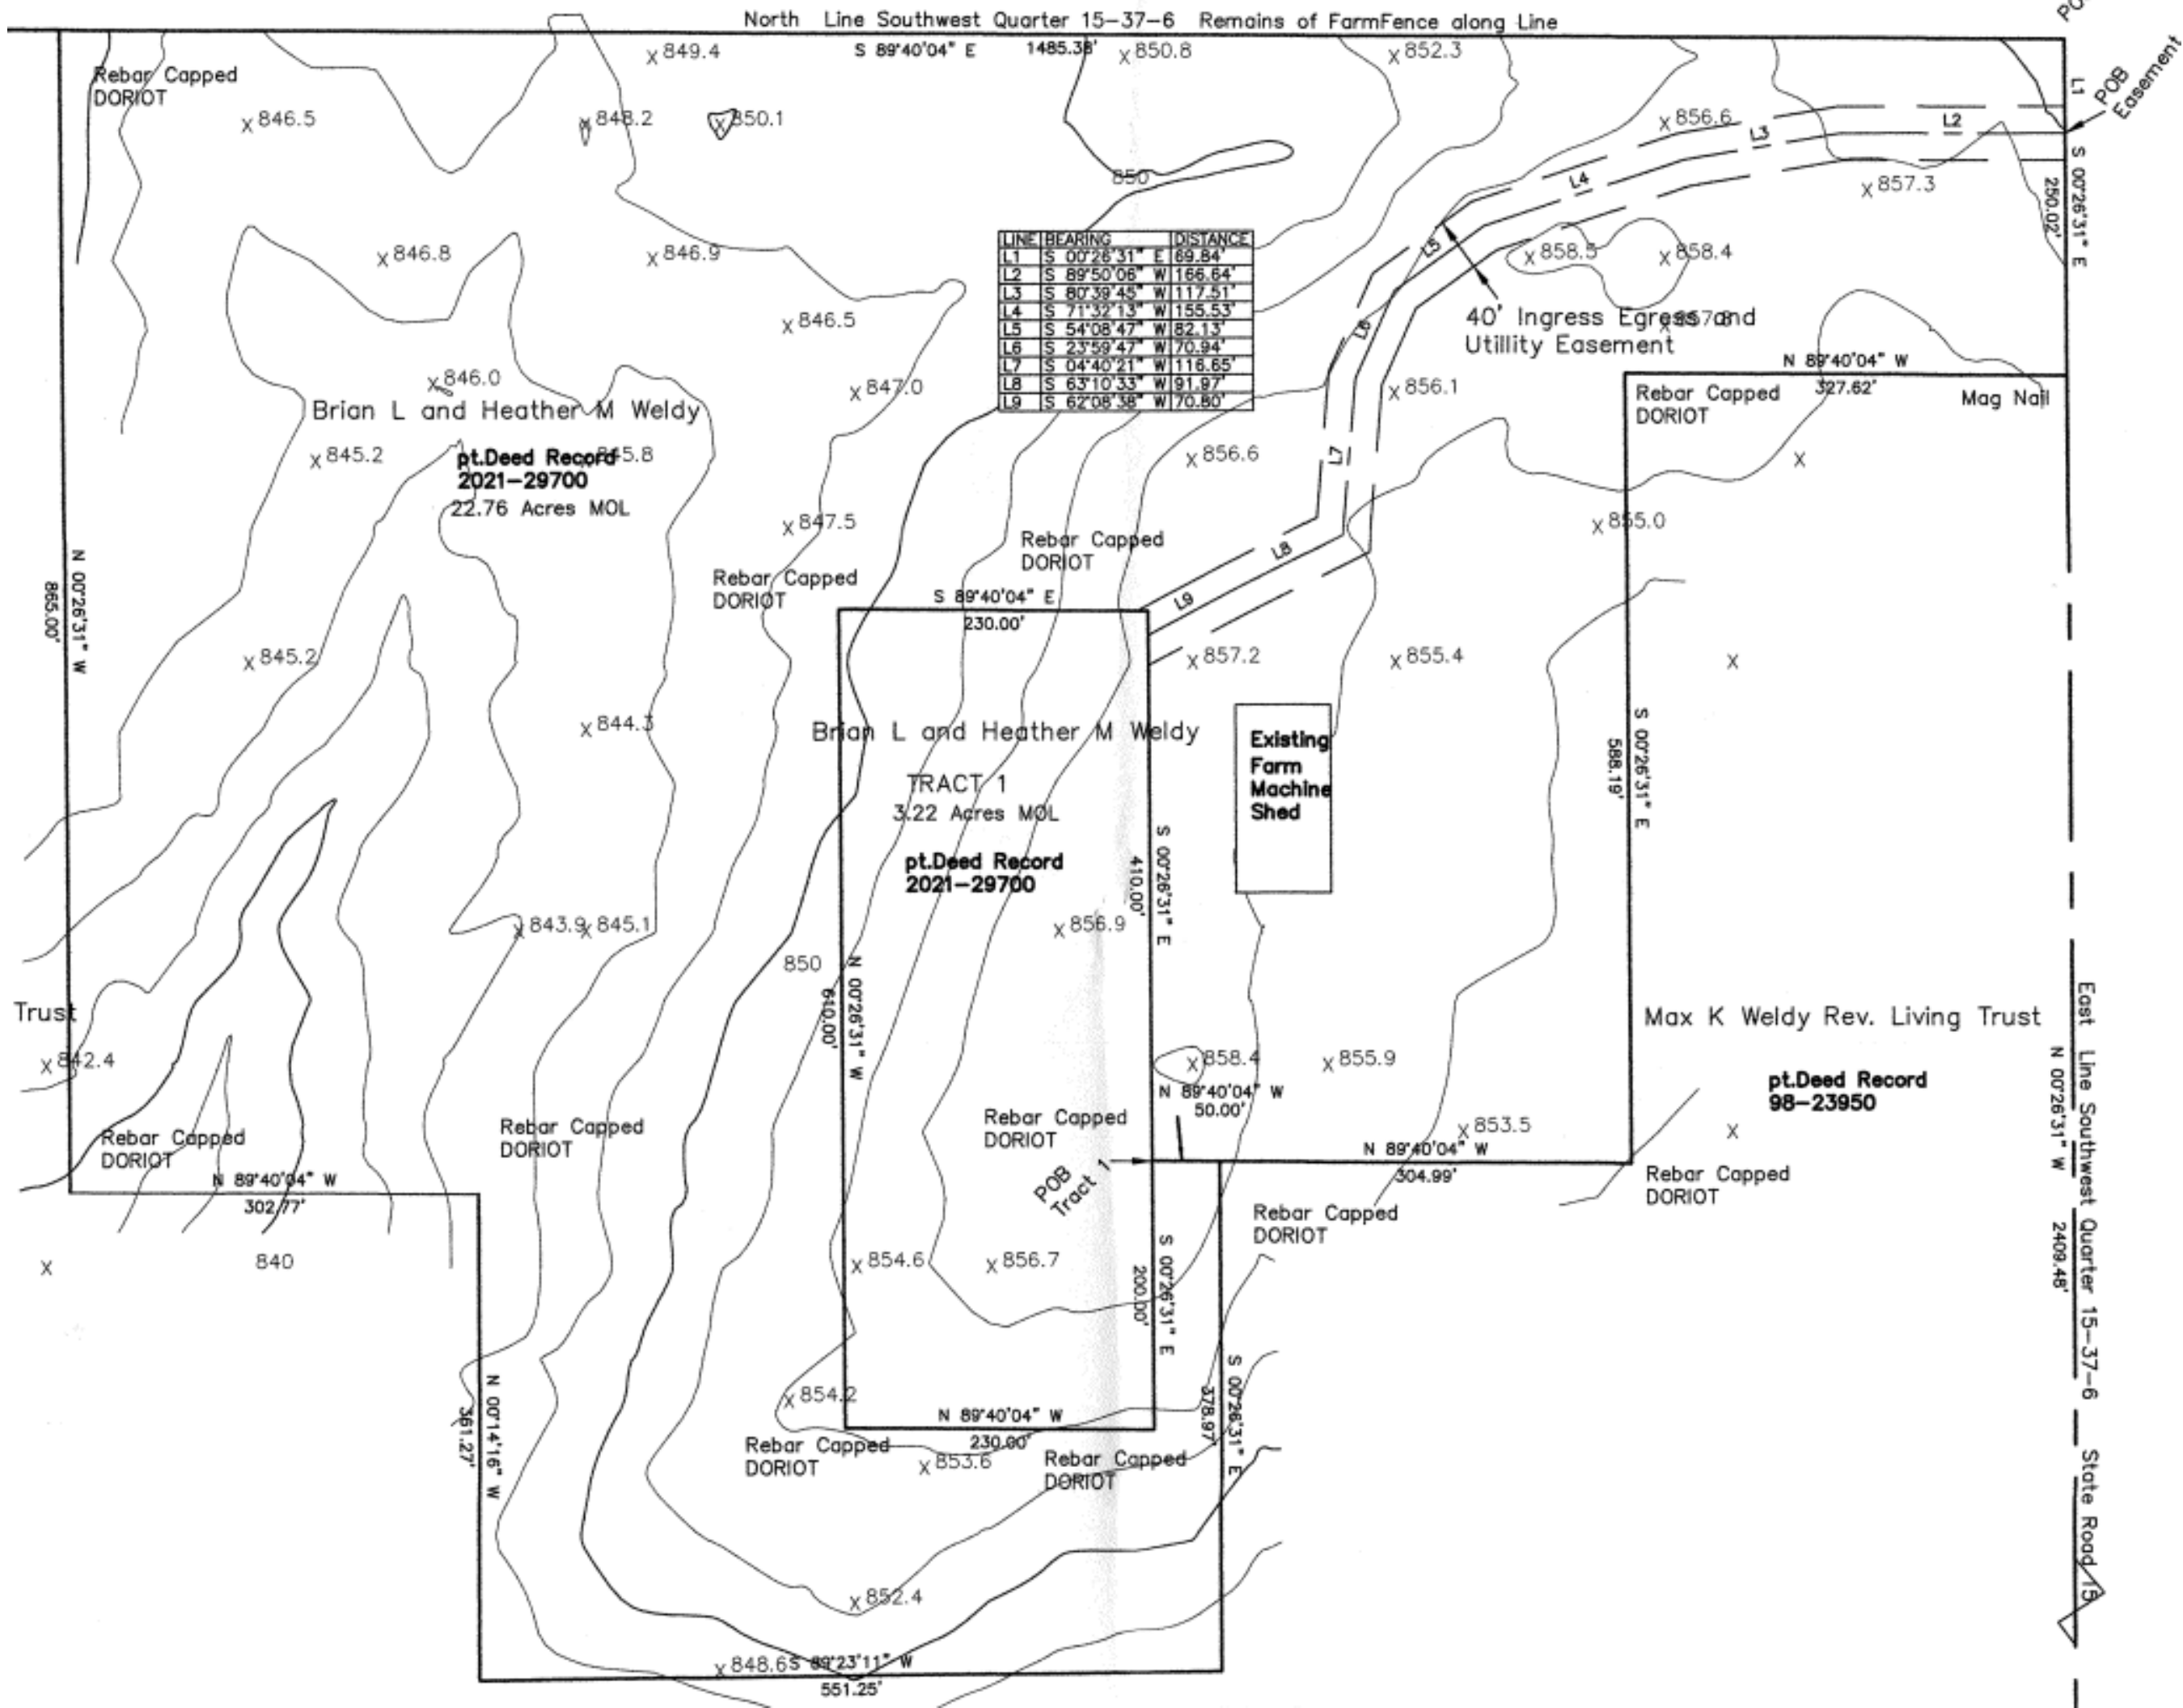 North Line Southwest Quarter 15-37-6 Remains of FarmFence along Line
S 89°40'04" E 1485.38'
Rebar Capped
DORIOT
x 849.4
x 850.8
x 852.3
L1
POB
Easement
x 846.5
x 848.2
x 850.1
x 856.6
L3
L2
850
L4
x 857.3
S 00°26'31" E
250.02'
x 846.8
x 846.9
LINE BEARING DISTANCE
L1 S 00°26'31" E 69.84'
L2 S 89°50'06" W 166.64'
L3 S 80°39'45" W 117.51'
L4 S 71°32'13" W 155.53'
L5 S 54°08'47" W 82.13'
L6 S 23°59'47" W 70.94'
L7 S 04°40'21" W 116.65'
L8 S 63°10'33" W 91.97'
L9 S 62°08'38" W 70.80'
L5
x 858.5
x 858.4
x 846.5
L6
40' Ingress Egress and
Utillity Easement
N 89°40'04" W
327.62'
Rebar Capped
DORIOT
Mag Nail
x 846.0
x 847.0
x 856.1
Brian L and Heather M Weldy
x 845.2
pt.Deed Record
2021-29700
22.76 Acres MOL
x 845.8
x 856.6
L7
x
x 847.5
x 855.0
Rebar Capped
DORIOT
Rebar Capped
DORIOT
L8
N 00°26'31" W
865.00'
S 89°40'04" E
230.00'
L9
x 845.2
x 857.2
x 855.4
x
x 844.3
Brian L and Heather M Weldy
Existing
Farm
Machine
Shed
S 00°26'31" E
588.19'
TRACT 1
3.22 Acres MOL
pt.Deed Record
2021-29700
S 00°26'31" E
410.00'
x 843.9
x 845.1
x 856.9
850
N 00°26'31" W
610.00'
Trust
Max K Weldy Rev. Living Trust
x 842.4
x 858.4
x 855.9
N 89°40'04" W
50.00'
pt.Deed Record
98-23950
East Line Southwest Quarter 15-37-6 State Road 15
N 00°26'31" W 2409.48'
Rebar Capped
DORIOT
Rebar Capped
DORIOT
Rebar Capped
DORIOT
x 853.5
x
N 89°40'04" W
304.99'
POB
Tract 1
N 89°40'04" W
302.77'
Rebar Capped
DORIOT
Rebar Capped
DORIOT
x
840
x 854.6
x 856.7
S 00°26'31" E
200.00'
N 00°14'16" W
361.27'
x 854.2
N 89°40'04" W
230.00'
S 00°26'31" E
378.97'
Rebar Capped
DORIOT
x 853.6
Rebar Capped
DORIOT
x 852.4
x 848.6
S 89°23'11" W
551.25'